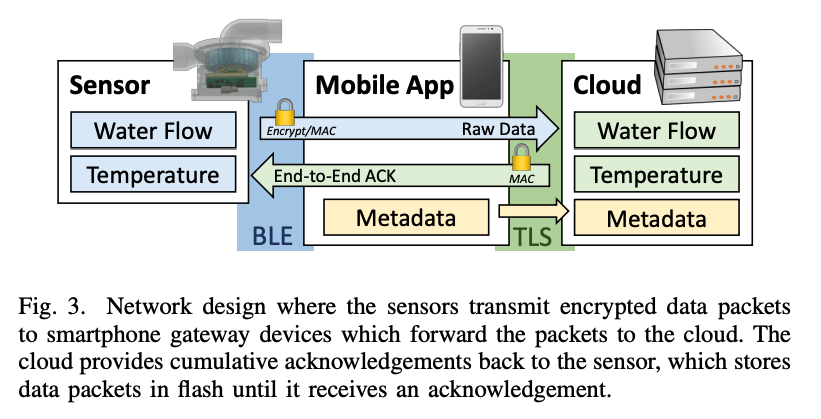 Sensor
Mobile App
Cloud
Water Flow
Encrypt/MAC
Raw Data
Water Flow
Temperature
End-to-End ACK
MAC
Temperature
Metadata
Metadata
BLE
TLS
Fig. 3. Network design where the sensors transmit encrypted data packets
to smartphone gateway devices which forward the packets to the cloud. The
cloud provides cumulative acknowledgements back to the sensor, which stores
data packets in flash until it receives an acknowledgement.